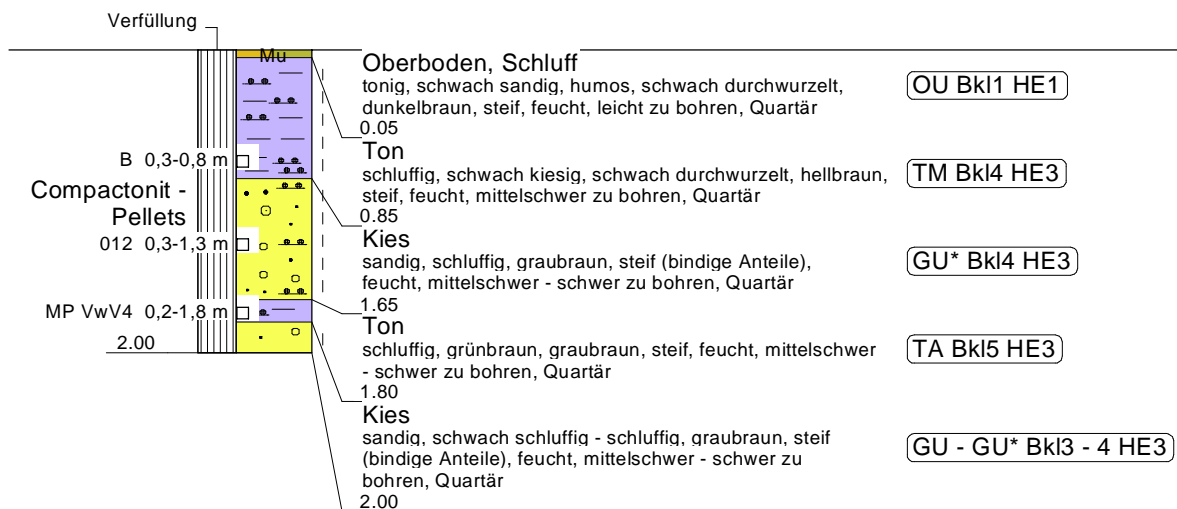 Verfüllung
Mu
Oberboden, Schluff
tonig, schwach sandig, humos, schwach durchwurzelt,
dunkelbraun, steif, feucht, leicht zu bohren, Quartär
0.05
OU Bkl1 HE1
B 0,3-0,8 m
Ton
schluffig, schwach kiesig, schwach durchwurzelt, hellbraun,
steif, feucht, mittelschwer zu bohren, Quartär
0.85
TM Bkl4 HE3
Compactonit -
Pellets
012 0,3-1,3 m
Kies
sandig, schluffig, graubraun, steif (bindige Anteile),
feucht, mittelschwer - schwer zu bohren, Quartär
1.65
GU* Bkl4 HE3
MP VwV4 0,2-1,8 m
2.00
Ton
schluffig, grünbraun, graubraun, steif, feucht, mittelschwer
- schwer zu bohren, Quartär
1.80
TA Bkl5 HE3
Kies
sandig, schwach schluffig - schluffig, graubraun, steif
(bindige Anteile), feucht, mittelschwer - schwer zu
bohren, Quartär
2.00
GU - GU* Bkl3 - 4 HE3